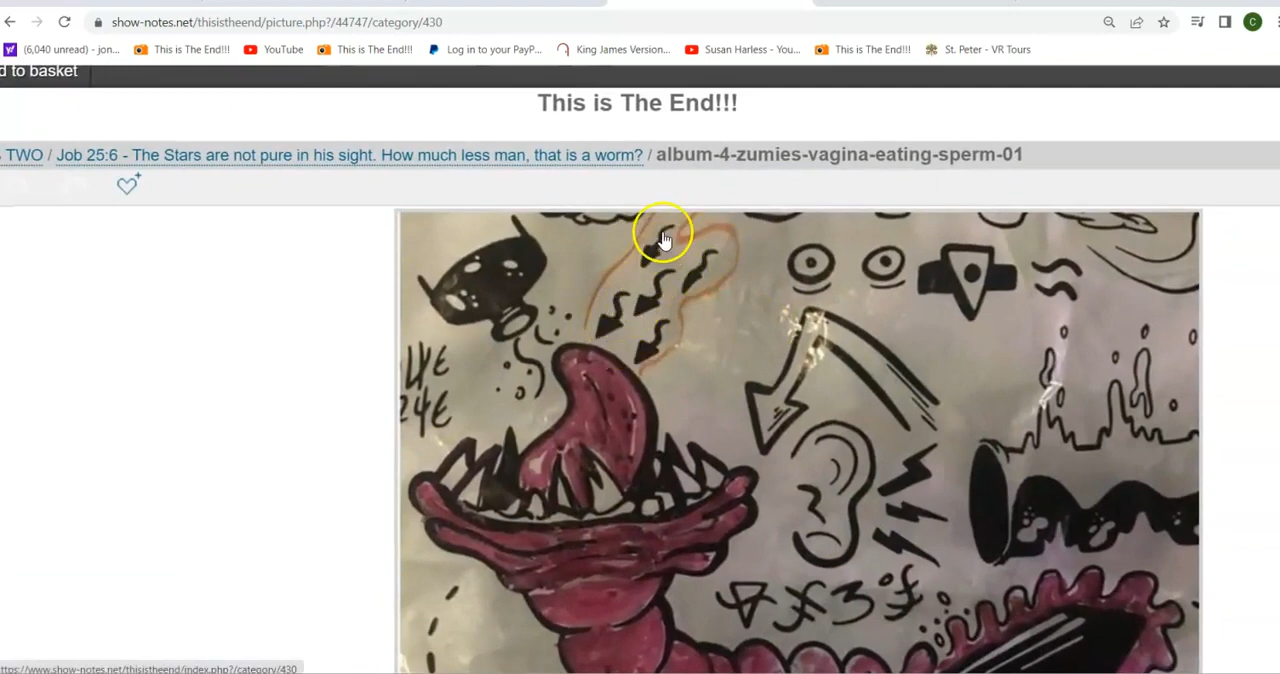 show-notes.net/thisistheend/picture.php?/44747/category/430
(6,040 unread) - jon... This is The End!!! YouTube This is The End!!! Log in to your PayP... King James Version... Susan Harless - You... This is The End!!! St. Peter - VR Tours
C
d to basket
This is The End!!!
TWO / Job 25:6 - The Stars are not pure in his sight. How much less man, that is a worm? / album-4-zumies-vagina-eating-sperm-01
14E
24E
https://www.show-notes.net/thisistheend/index.php?/category/430